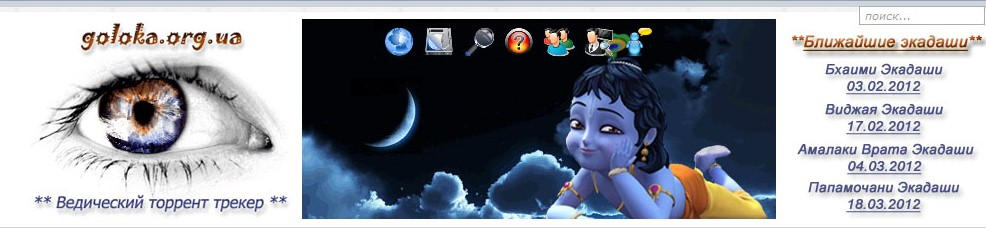 goloka.org.ua
** Ведический торрент трекер **
поиск...
**Ближайшие экадаши**
Бхаими Экадаши
03.02.2012
Виджая Экадаши
17.02.2012
Амалаки Врата Экадаши
04.03.2012
Папамочани Экадаши
18.03.2012